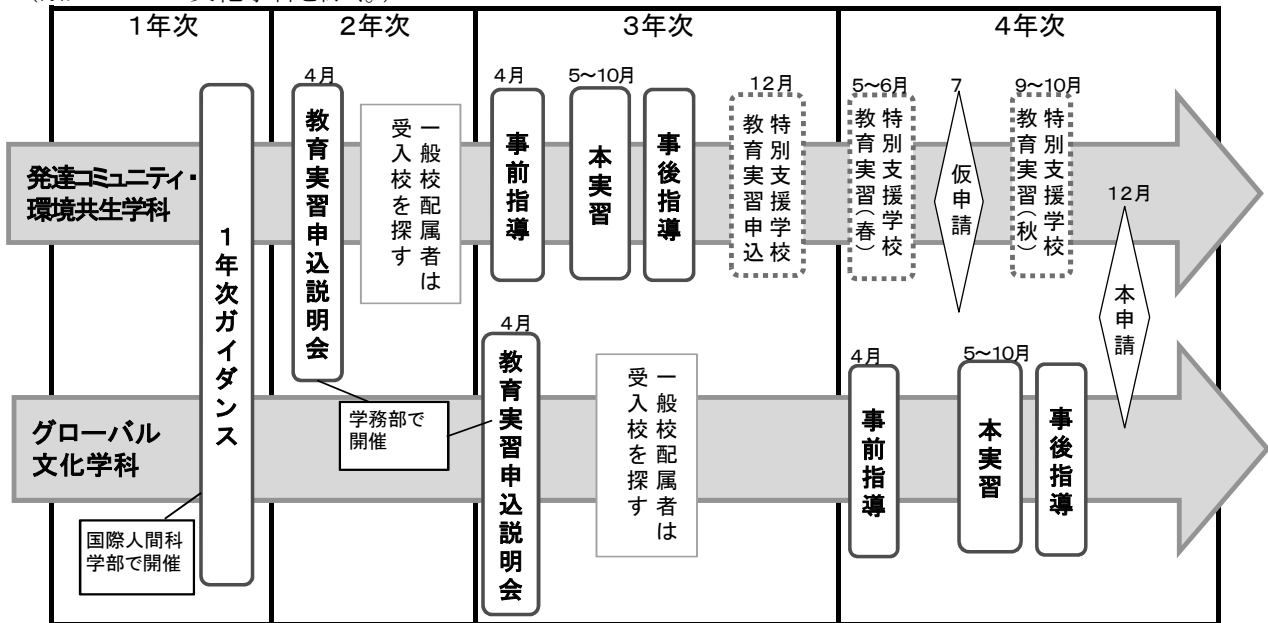 1年次
2年次
3年次
4年次
発達コミュニティ・
環境共生学科
1年次ガイダンス
4月
教育実習申込説明会
一般校配属者は
受入校を探す
4月
事前指導
5~10月
本実習
事後指導
12月
特別支援学校
教育実習申込
5~6月
特別支援学校
教育実習(春)
7
仮申請
9~10月
特別支援学校
教育実習(秋)
12月
本申請
グローバル
文化学科
国際人間科
学部で開催
学務部で
開催
4月
教育実習申込説明会
一般校配属者は
受入校を探す
4月
事前指導
5~10月
本実習
事後指導